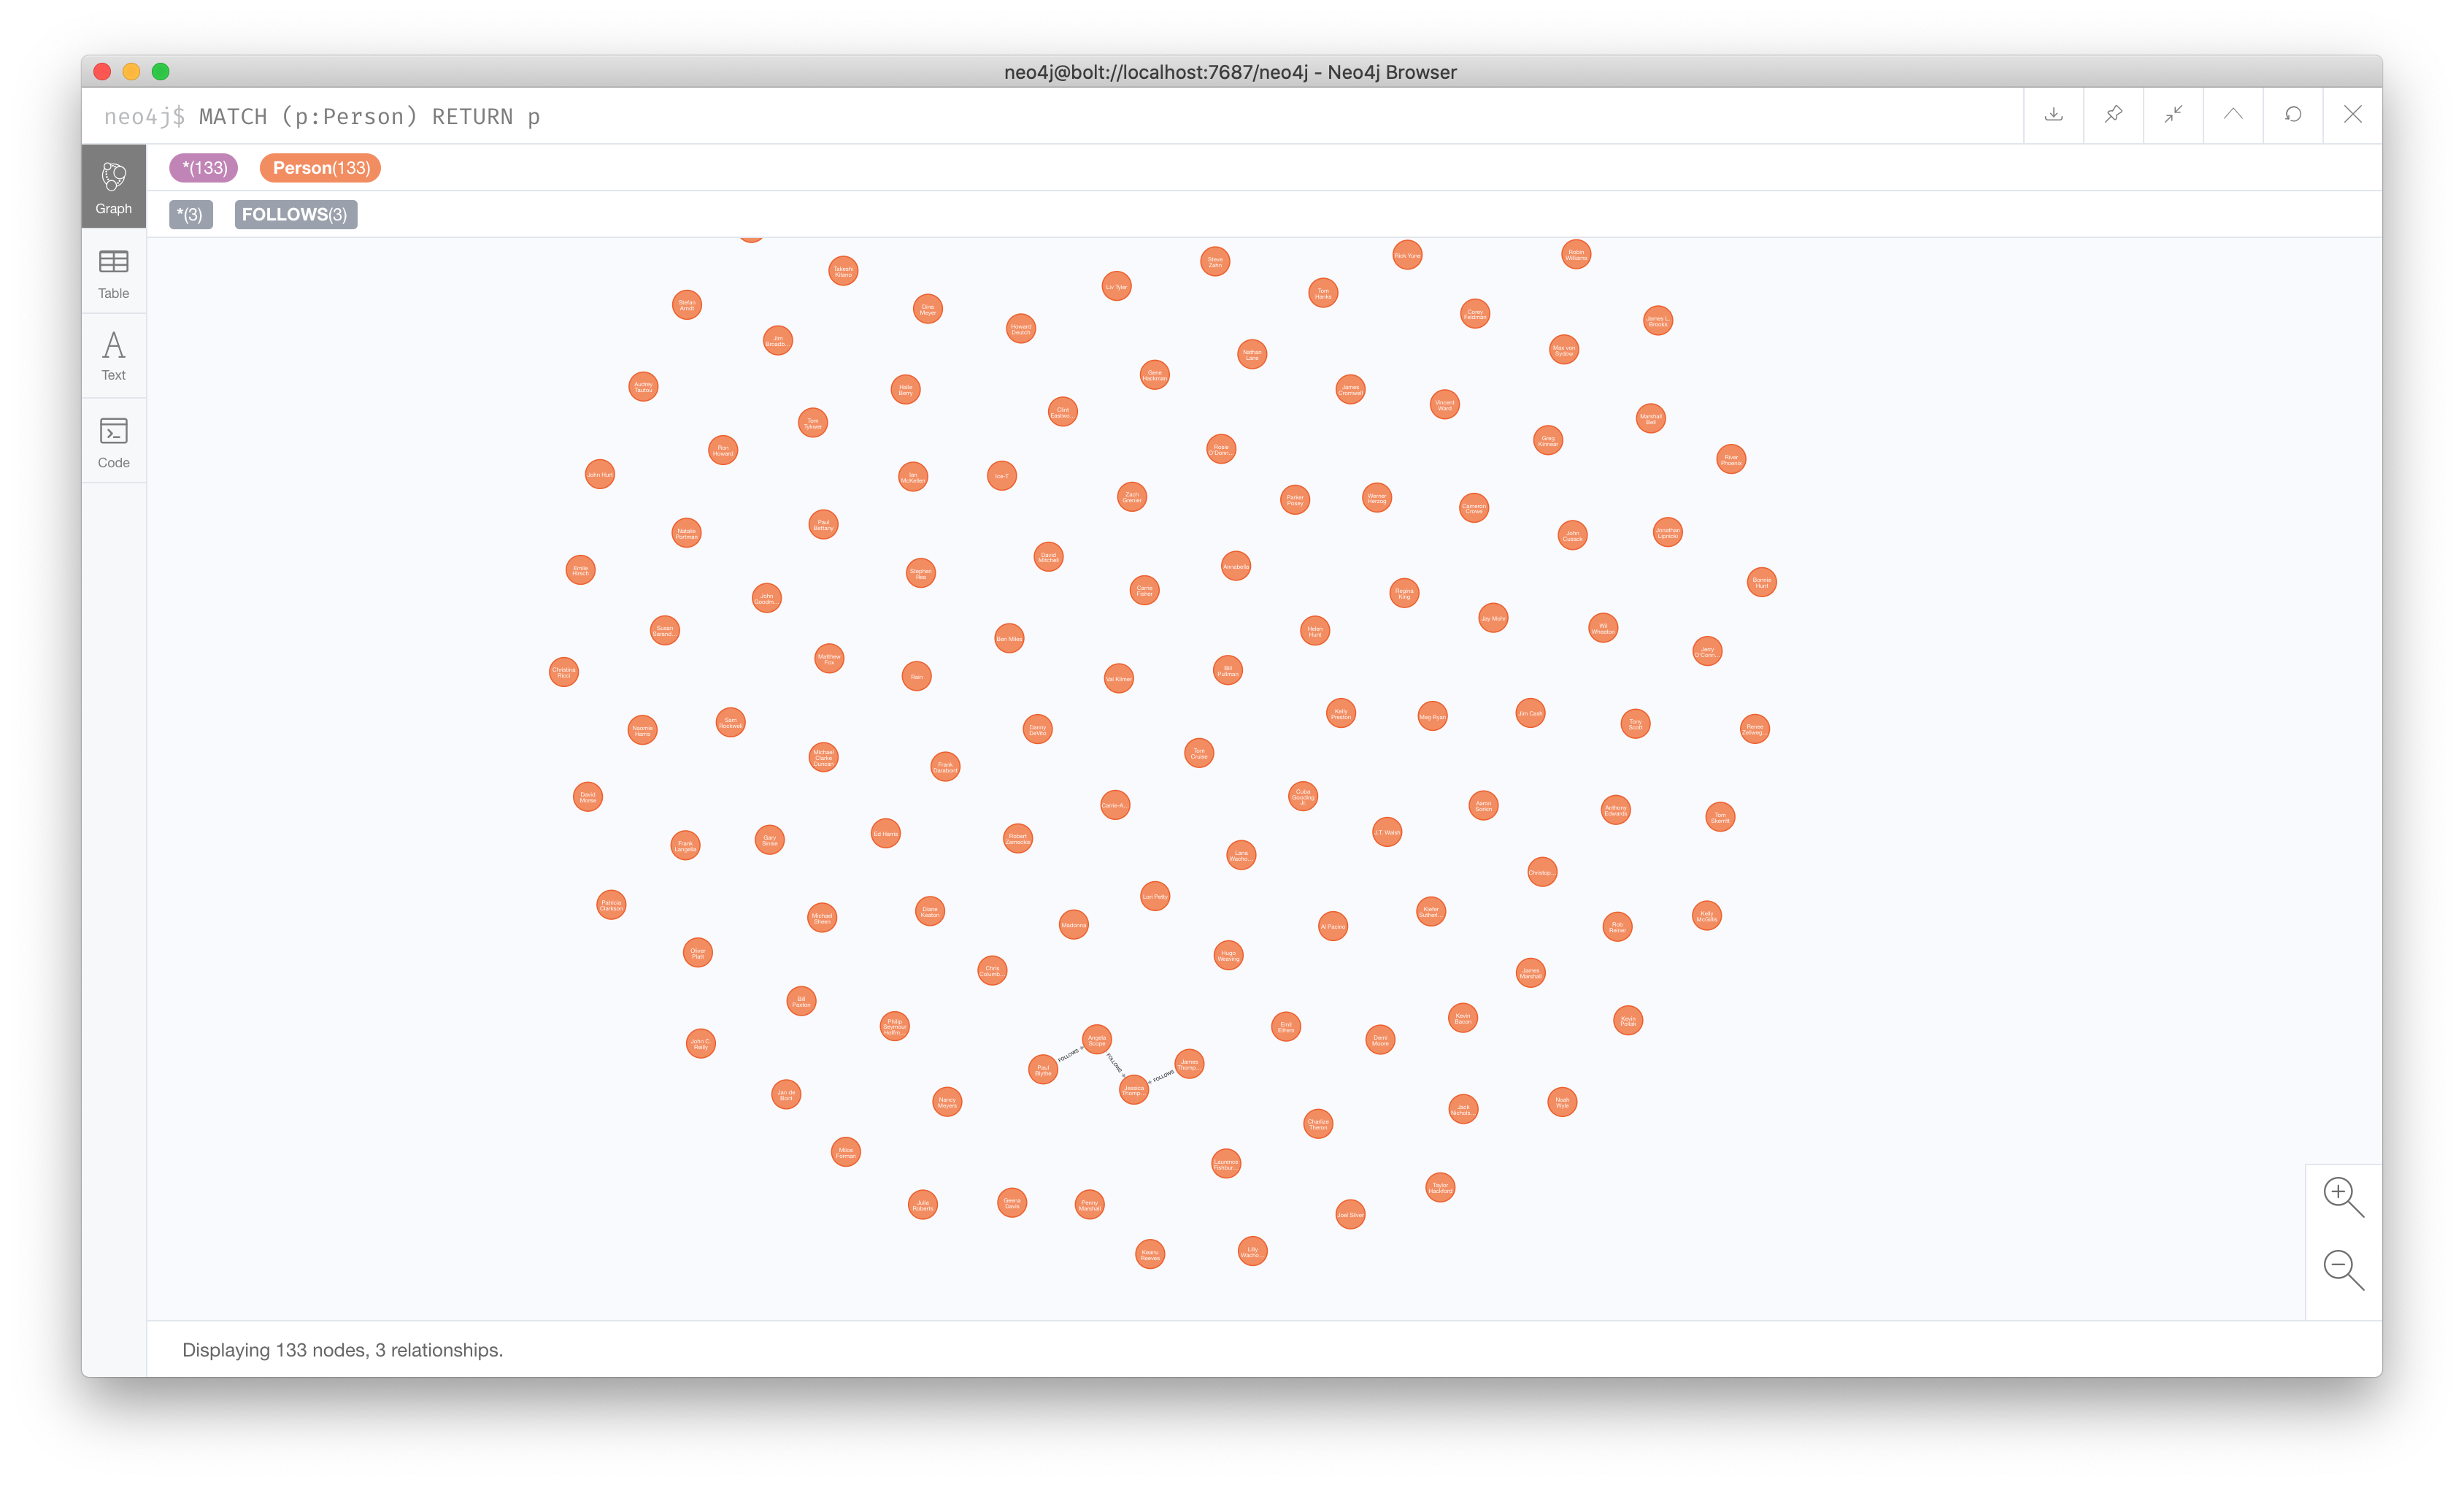 neo4j@bolt://localhost:7687/neo4j - Neo4j Browser
neo4j$ MATCH (p:Person) RETURN p
*(133) Person(133)
*(3) FOLLOWS(3)
Graph
Table
Text
Code
Takeshi
Kitano
Steve
Zahn
Rick Yune
Robin
Williams
Liv Tyler
Tom
Hanks
Stefan
Arndt
Dina
Meyer
Howard
Deutch
Corey
Feldman
James L.
Brooks
Jim
Broadb...
Nathan
Lane
Max von
Sydow
Audrey
Tautou
Halle
Berry
Gene
Hackman
James
Cromwell
Vincent
Ward
Clint
Eastwo...
Tom
Tykwer
Marshall
Bell
Ron
Howard
Rosie
O'Donn...
Greg
Kinnear
River
Phoenix
John Hurt
Ian
McKellen
Ice-T
Zach
Grenier
Parker
Posey
Werner
Herzog
Cameron
Crowe
Natalie
Portman
Paul
Bettany
John
Cusack
Jonathan
Lipnicki
Emile
Hirsch
Stephen
Rea
David
Mitchell
Annabella
Carrie
Fisher
Regina
King
Bonnie
Hunt
John
Goodm...
Susan
Sarand...
Ben Miles
Helen
Hunt
Jay Mohr
Wil
Wheaton
Jerry
O'Conn...
Christina
Ricci
Matthew
Fox
Rain
Val Kilmer
Bill
Pullman
Naomie
Harris
Sam
Rockwell
Danny
DeVito
Kelly
Preston
Meg Ryan
Jim Cash
Tony
Scott
Renee
Zellweg...
Michael
Clarke
Duncan
Frank
Darabont
Tom
Cruise
David
Morse
Carrie-A...
Cuba
Gooding
Jr.
Aaron
Sorkin
Anthony
Edwards
Tom
Skerritt
Frank
Langella
Gary
Sinise
Ed Harris
Robert
Zemeckis
Lana
Wacho...
J.T. Walsh
Christop...
Patricia
Clarkson
Michael
Sheen
Diane
Keaton
Madonna
Lori Petty
Al Pacino
Kiefer
Sutherl...
Rob
Reiner
Kelly
McGillis
Oliver
Platt
Chris
Columb...
Hugo
Weaving
James
Marshall
Bill
Paxton
Philip
Seymour
Hoffm...
John C.
Reilly
Angela
Scope
Emil
Eifrem
Demi
Moore
Kevin
Bacon
Kevin
Pollak
Paul
Blythe
FOLLOWS
FOLLOWS
FOLLOWS
James
Thomp...
Jessica
Thomp...
Jan de
Bont
Nancy
Meyers
Charlize
Theron
Jack
Nichols...
Noah
Wyle
Milos
Forman
Laurence
Fishbur...
Julia
Roberts
Geena
Davis
Penny
Marshall
Taylor
Hackford
Joel Silver
Keanu
Reeves
Lilly
Wacho...
Displaying 133 nodes, 3 relationships.